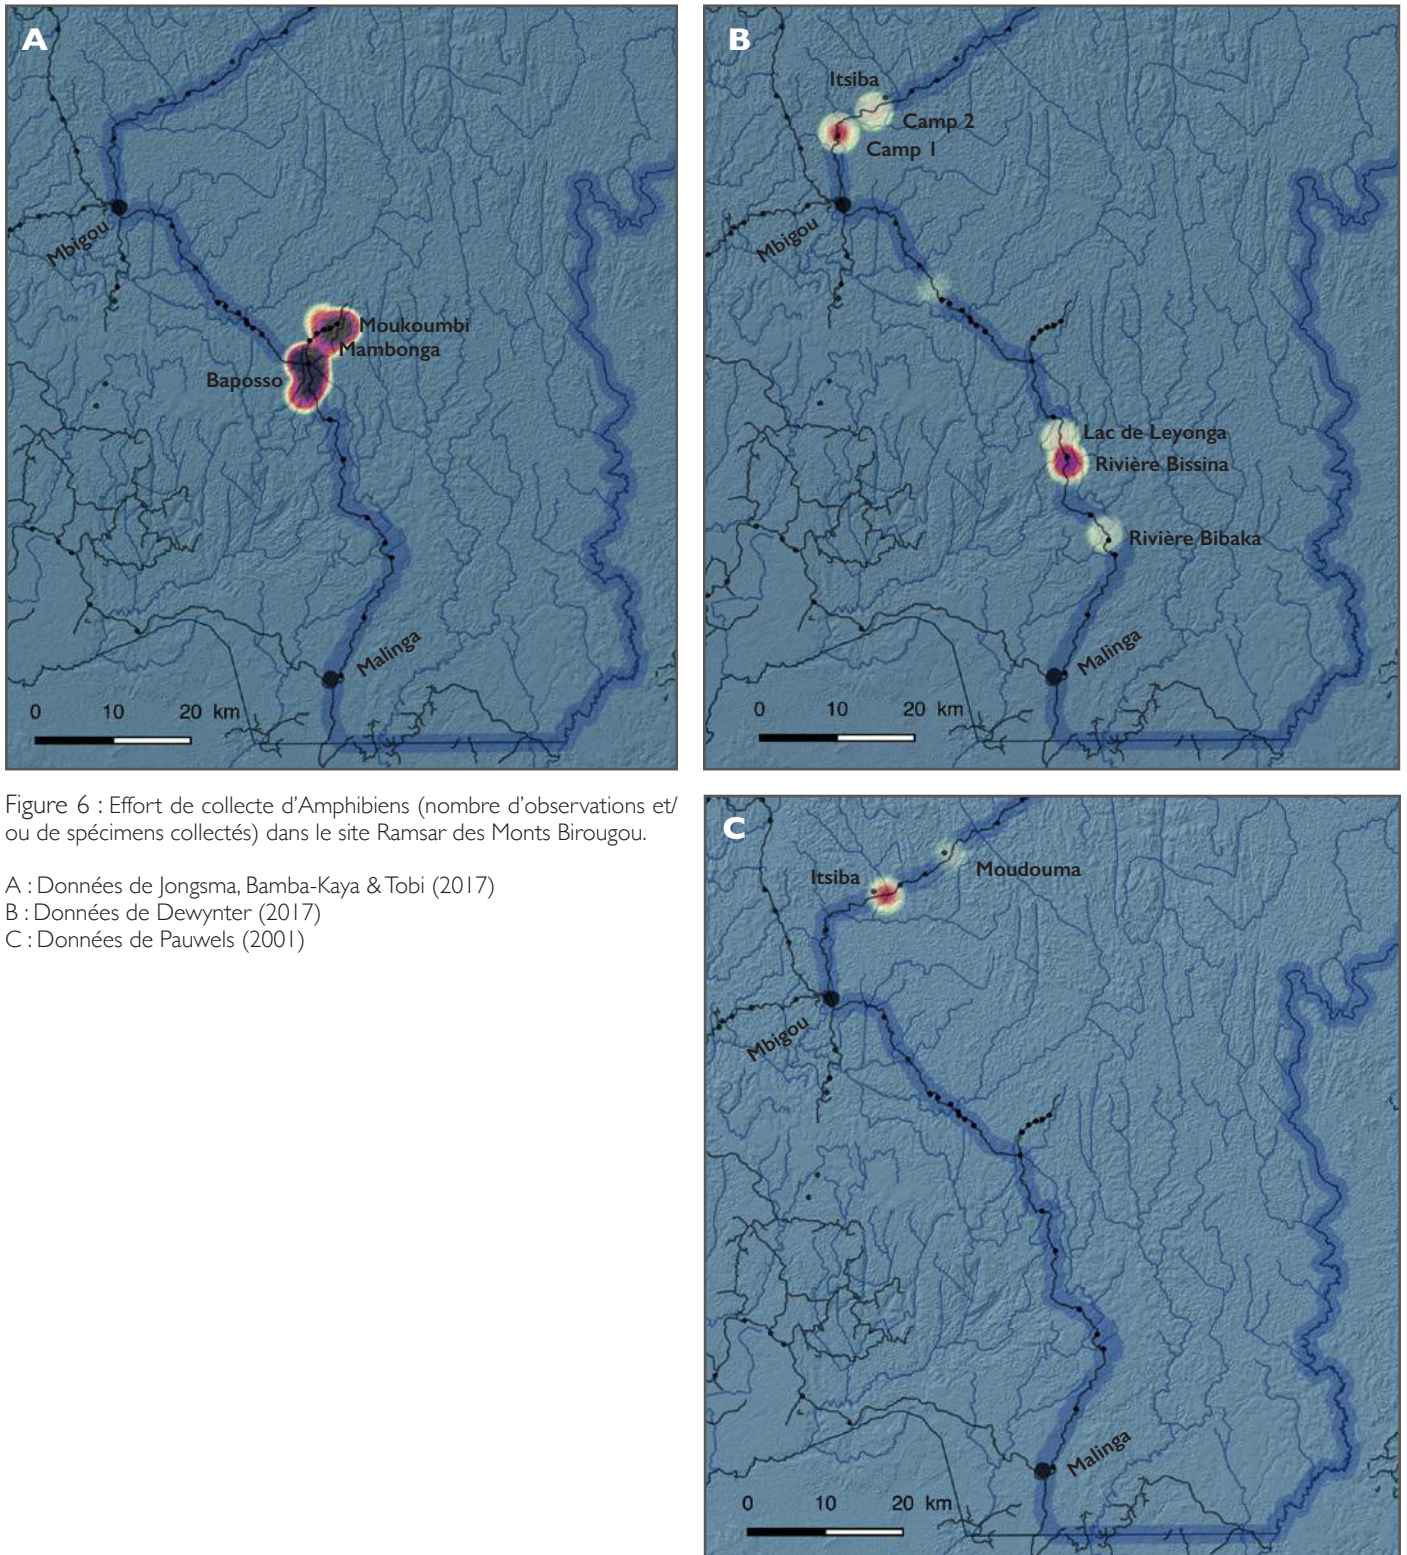 A
Mbigou
Moukoumbi
Mambonga
Baposso
Malinga
0 10 20 km
B
Itsiba
Camp 2
Camp 1
Mbigou
Lac de Leyonga
Rivière Bissina
Rivière Bibaka
Malinga
0 10 20 km
Figure 6 : Effort de collecte d'Amphibiens (nombre d'observations et/
ou de spécimens collectés) dans le site Ramsar des Monts Birougou.
A : Données de Jongsma, Bamba-Kaya & Tobi (2017)
B : Données de Dewynter (2017)
C : Données de Pauwels (2001)
C
Moudouma
Itsiba
Mbigou
Malinga
0 10 20 km